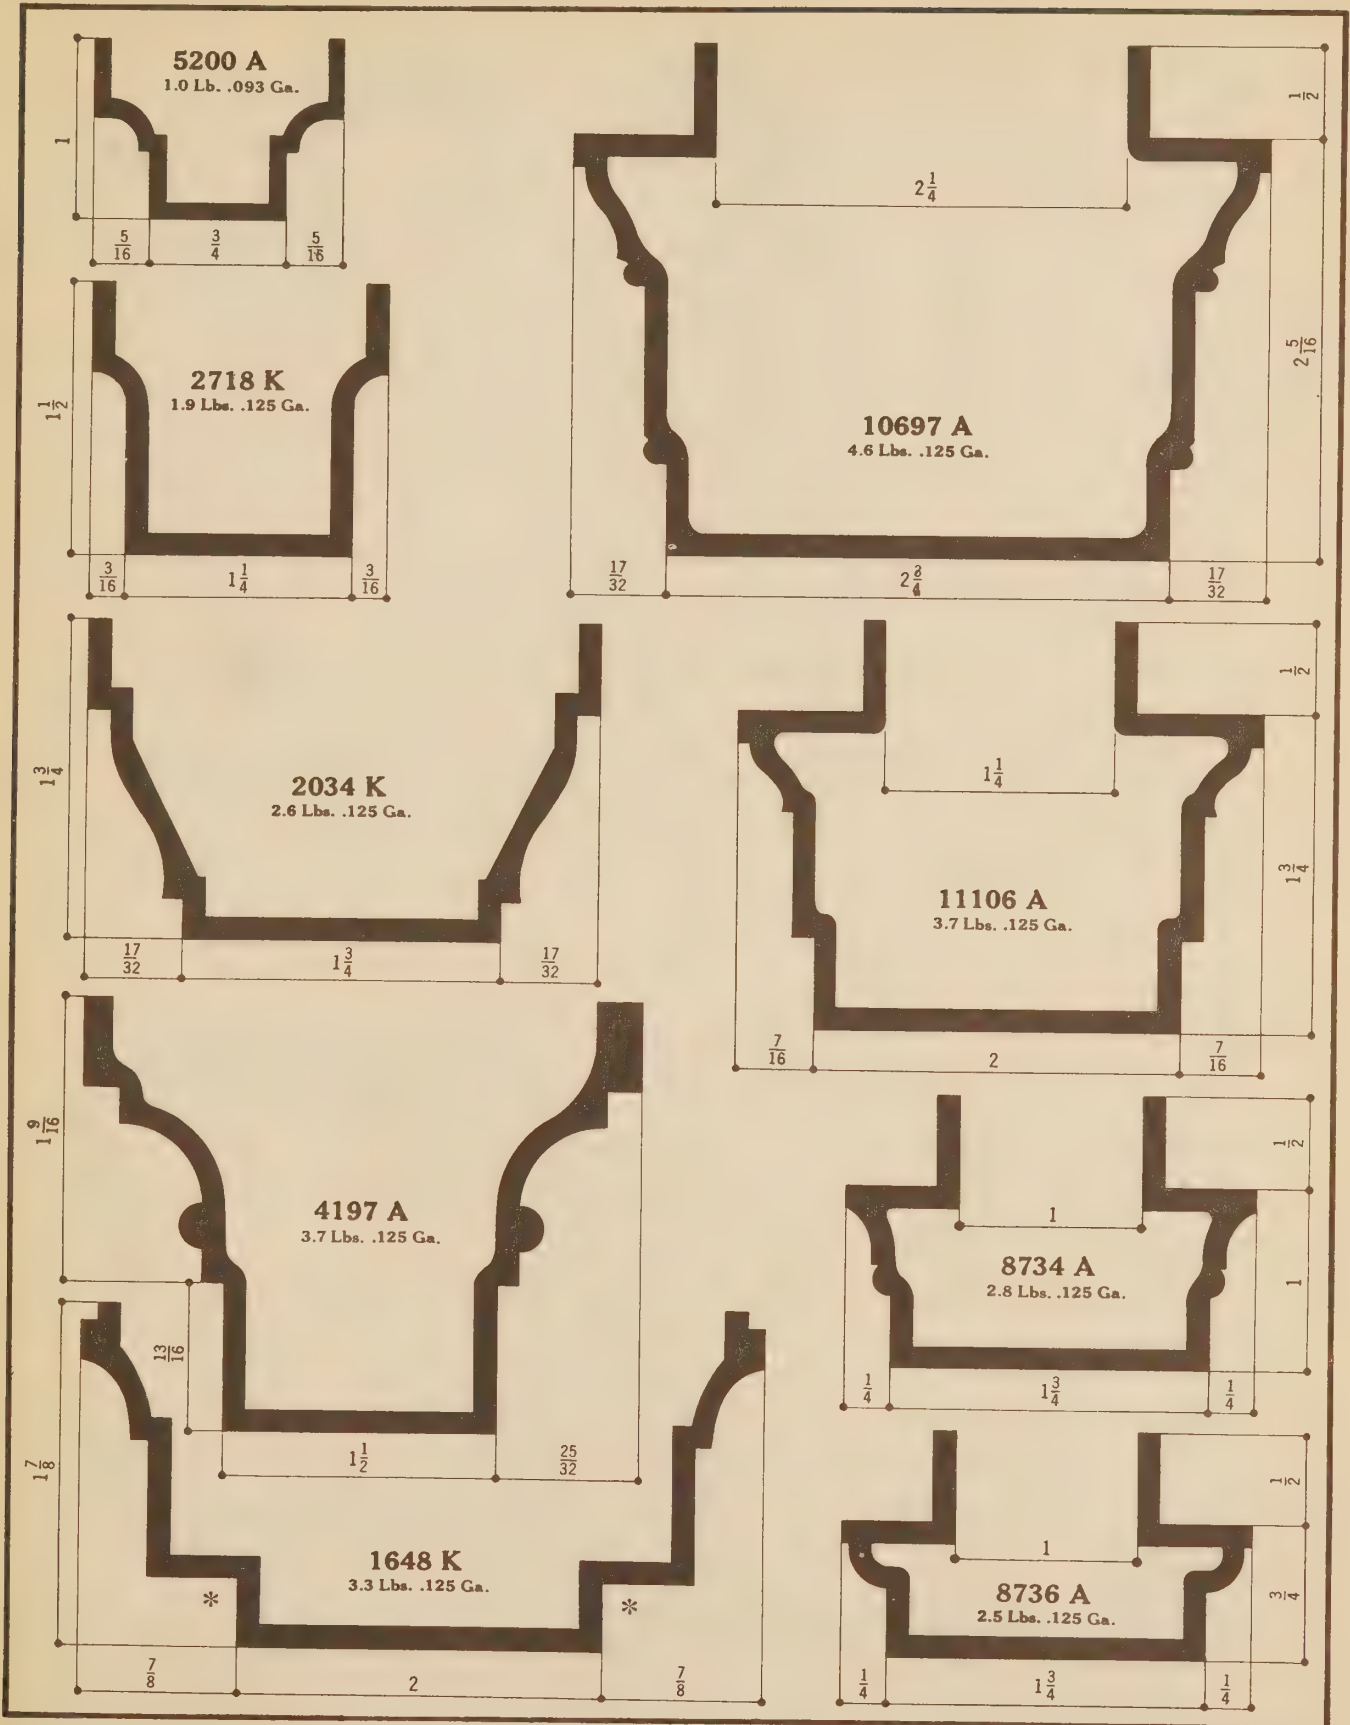 5200 A
1.0 Lb. .093 Ga.
1
5/16
3/4
5/16
2718 K
1.9 Lbs. .125 Ga.
1 1/2
3/16
1 1/4
3/16
10697 A
4.6 Lbs. .125 Ga.
1/2
2 1/4
2 5/16
17/32
2 3/4
17/32
2034 K
2.6 Lbs. .125 Ga.
1 3/4
17/32
1 3/4
17/32
11106 A
3.7 Lbs. .125 Ga.
1/2
1 1/4
1 3/4
7/16
2
7/16
4197 A
3.7 Lbs. .125 Ga.
1 9/16
13/16
1 1/2
25/32
8734 A
2.8 Lbs. .125 Ga.
1/2
1
1
1/4
1 3/4
1/4
1648 K
3.3 Lbs. .125 Ga.
1 7/8
*
*
7/8
2
7/8
8736 A
2.5 Lbs. .125 Ga.
1/2
1
3/4
1/4
1 3/4
1/4